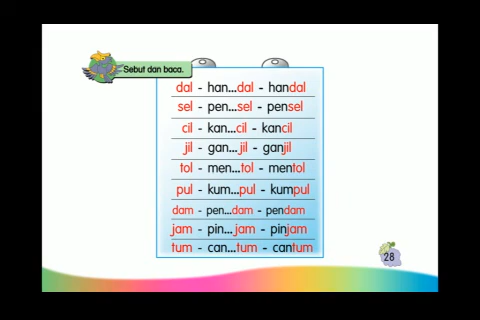 Sebut dan baca.
dal - han...dal - handal
sel - pen...sel - pensel
cil - kan...cil - kancil
jil - gan...jil - ganjil
tol - men...tol - mentol
pul - kum...pul - kumpul
dam - pen...dam - pendam
jam - pin...jam - pinjam
tum - can...tum - cantum
28